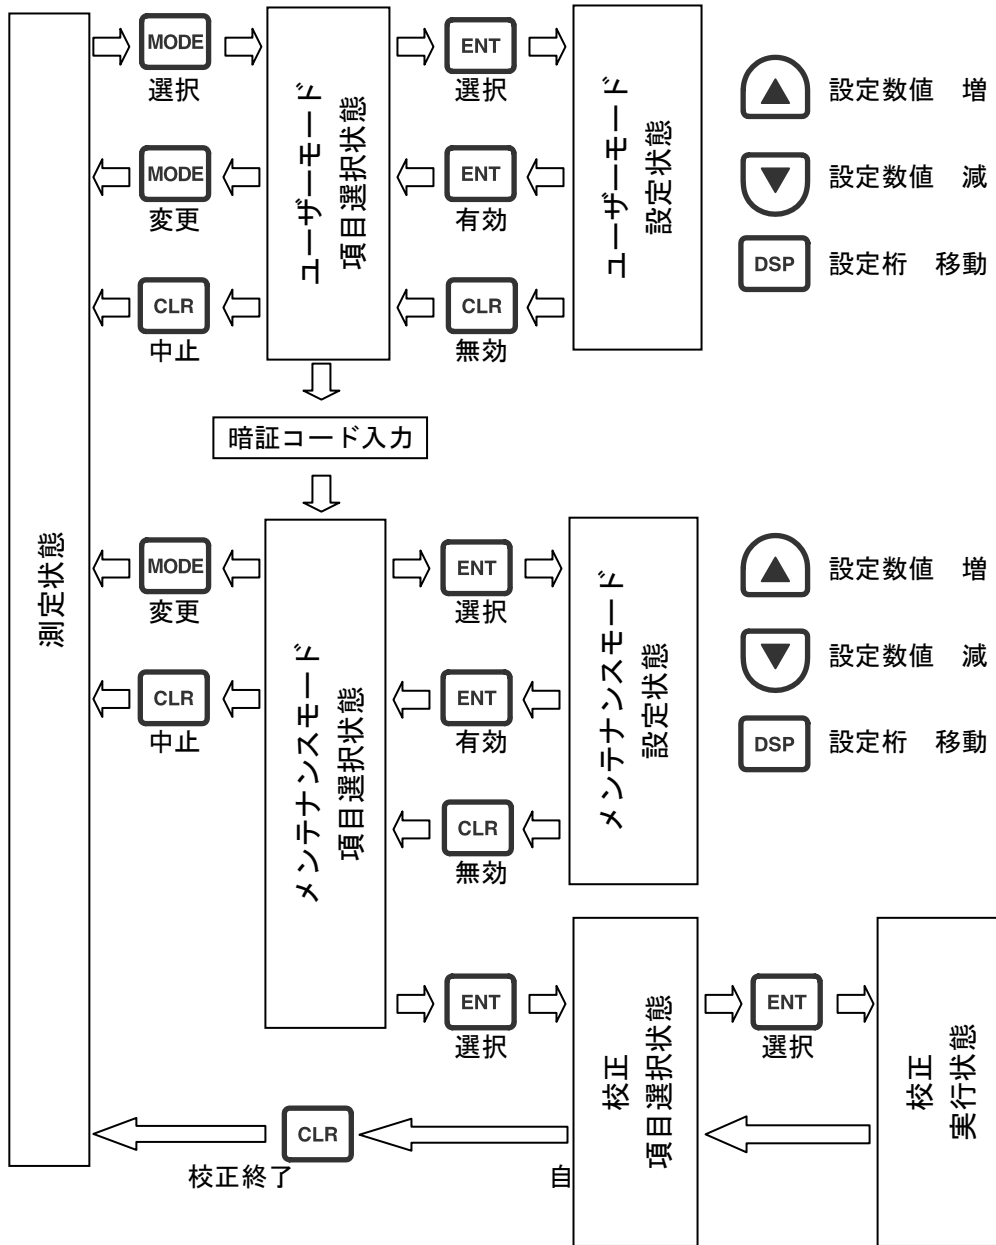 測定状態
MODE
選択
MODE
変更
CLR
中止
ユーザーモード
項目選択状態
ENT
選択
ENT
有効
CLR
無効
ユーザーモード
設定状態
設定数値 増
設定数値 減
DSP 設定桁 移動
暗証コード入力
MODE
変更
CLR
中止
メンテナンスモード
項目選択状態
ENT
選択
ENT
有効
CLR
無効
メンテナンスモード
設定状態
設定数値 増
設定数値 減
DSP 設定桁 移動
ENT
選択
校正
項目選択状態
ENT
選択
校正
実行状態
CLR
校正終了
自